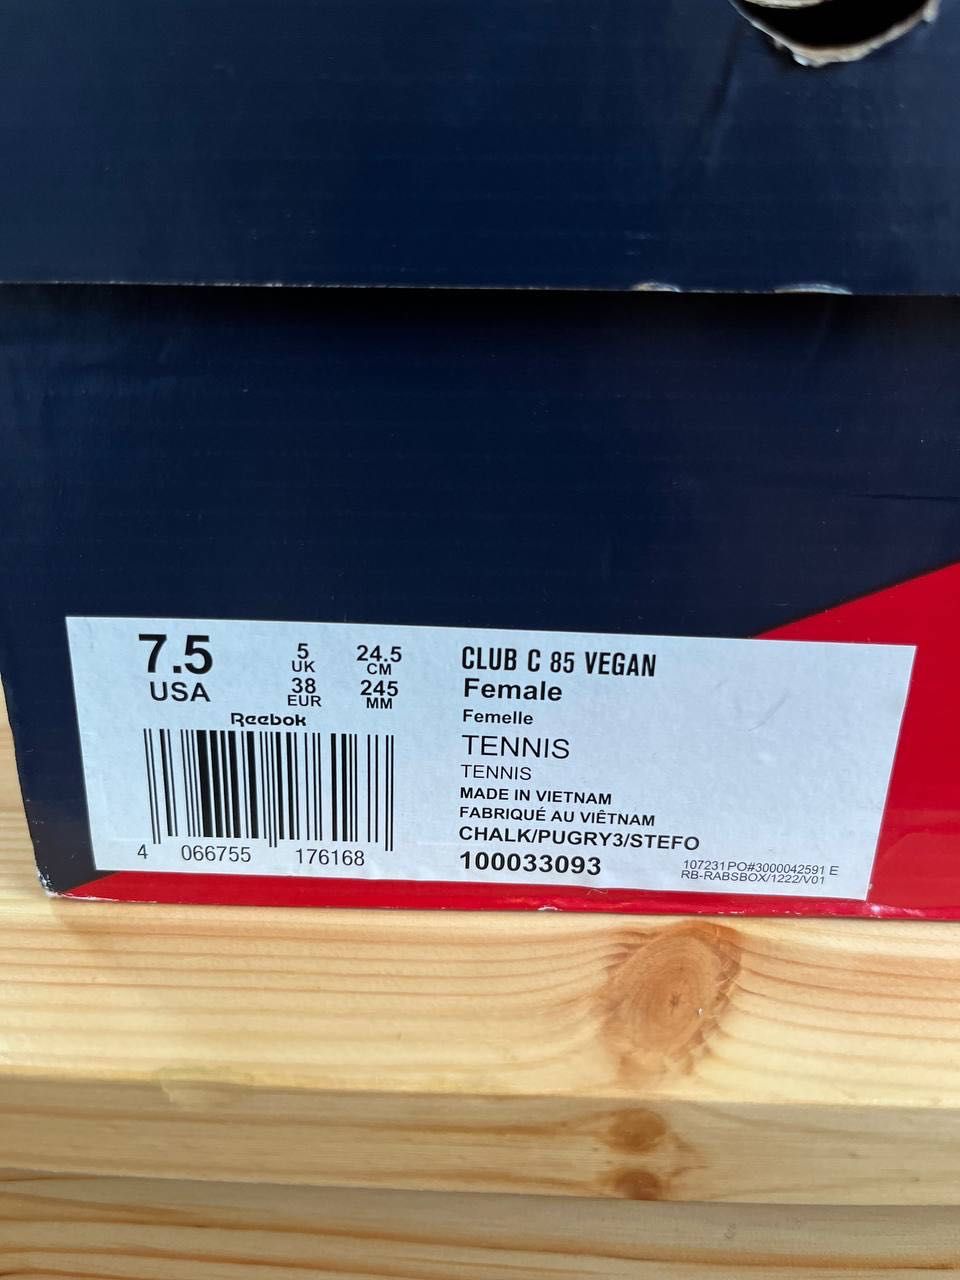 7.5
USA
5
UK
38
EUR
24.5
CM
245
MM
Reebok
4 066755 176168
CLUB C 85 VEGAN
Female
Femelle
TENNIS
TENNIS
MADE IN VIETNAM
FABRIQUÉ AU VIÊTNAM
CHALK/PUGRY3/STEFO
100033093
107231PO#3000042591 E
RB-RABSBOX/1222/V01